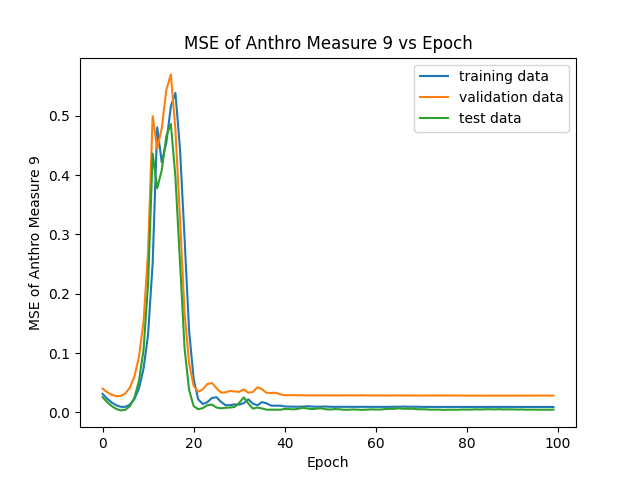 MSE of Anthro Measure 9 vs Epoch
training data
validation data
test data
MSE of Anthro Measure 9
0.5
0.4
0.3
0.2
0.1
0.0
0
20
40
60
80
100
Epoch